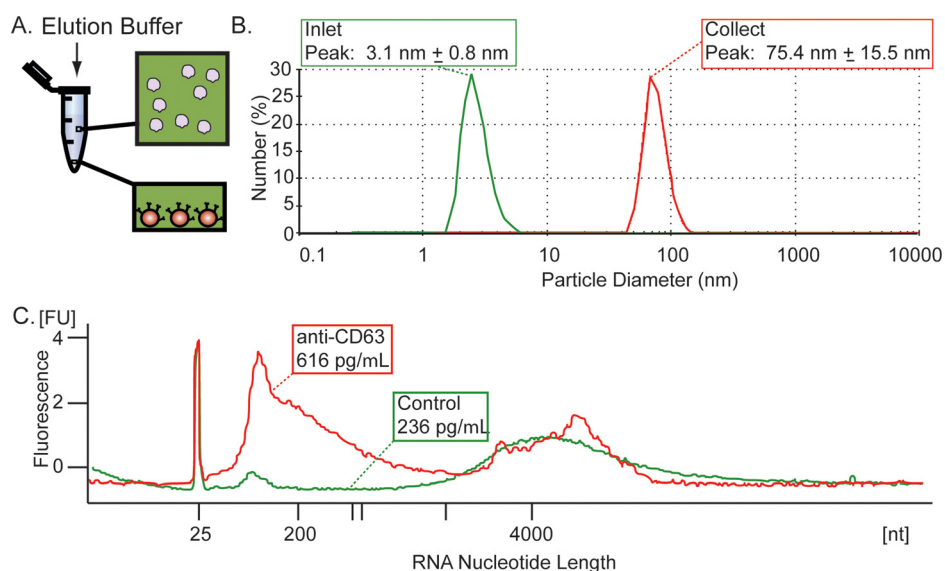 A. Elution Buffer
B.
Inlet
Peak: 3.1 nm ± 0.8 nm
Collect
Peak: 75.4 nm ± 15.5 nm
Number (%)
30
25
20
10
5
0
0.1 1 10 100 1000 10000
Particle Diameter (nm)
C. [FU]
Fluorescence
4
2
0
anti-CD63
616 pg/mL
Control
236 pg/mL
25 200 4000 [nt]
RNA Nucleotide Length